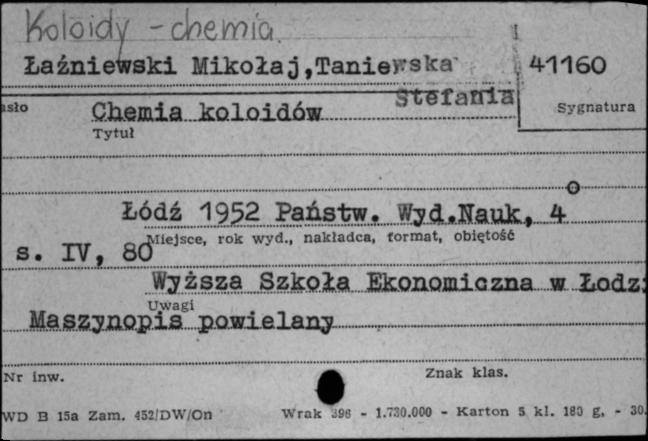 Koloidy - chemia
Łaźniewski Mikołaj, Taniewska
Stefania
41160
asło
Chemia koloidów
Sygnatura
Tytuł
Łódź 1952 Państw. Wyd.Nauk, 4°
Miejsce, rok wyd., nakładca, format, objętość
s. IV, 80
Wyższa Szkoła Ekonomiczna w Łodzi
Uwagi
Maszynopis powielany
Nr inw.
Znak klas.
WD B 15a Zam. 452/DW/On Wrak 396 - 1.730.000 - Karton 5 kl. 180 g. - 30.